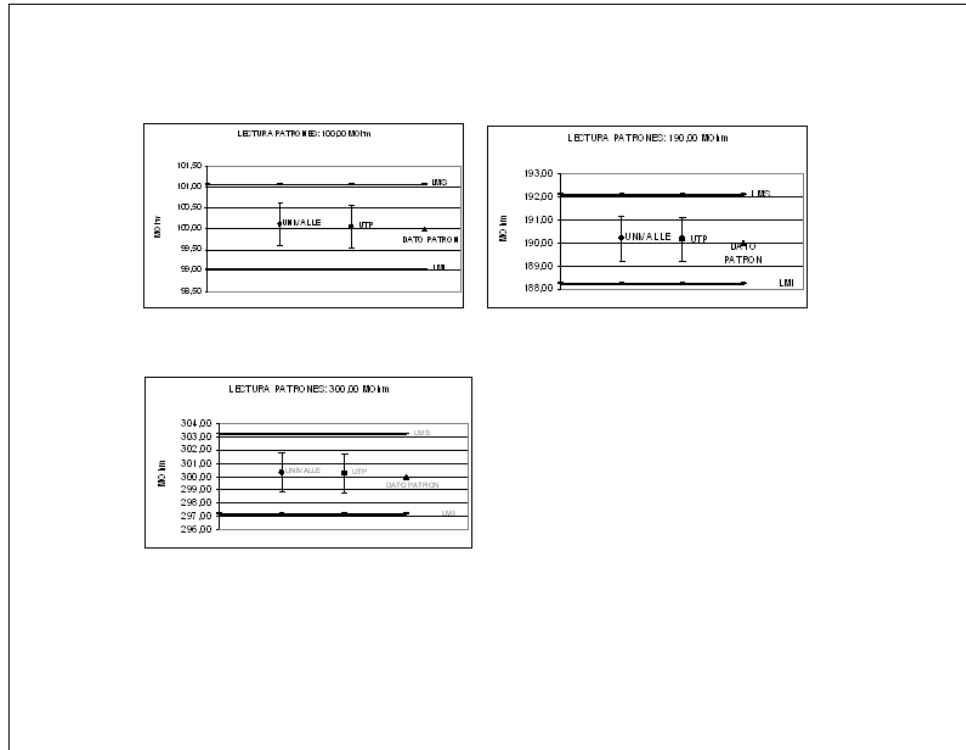 LECTURA PATRONES: 100,00 MOhm
101,50
101,00
100,50
100,00
99,50
99,00
98,50
MOhm
LMS
UNIVALLE
UTP
DATO PATRON
LMI
LECTURA PATRONES: 190,00 MOhm
193,00
192,00
191,00
190,00
189,00
188,00
MOhm
LMS
UNIVALLE
UTP
DATO
PATRON
LMI
LECTURA PATRONES: 300,00 MOhm
304,00
303,00
302,00
301,00
300,00
299,00
298,00
297,00
296,00
MOhm
LMS
UNIVALLE
UTP
DATO PATRON
LMI